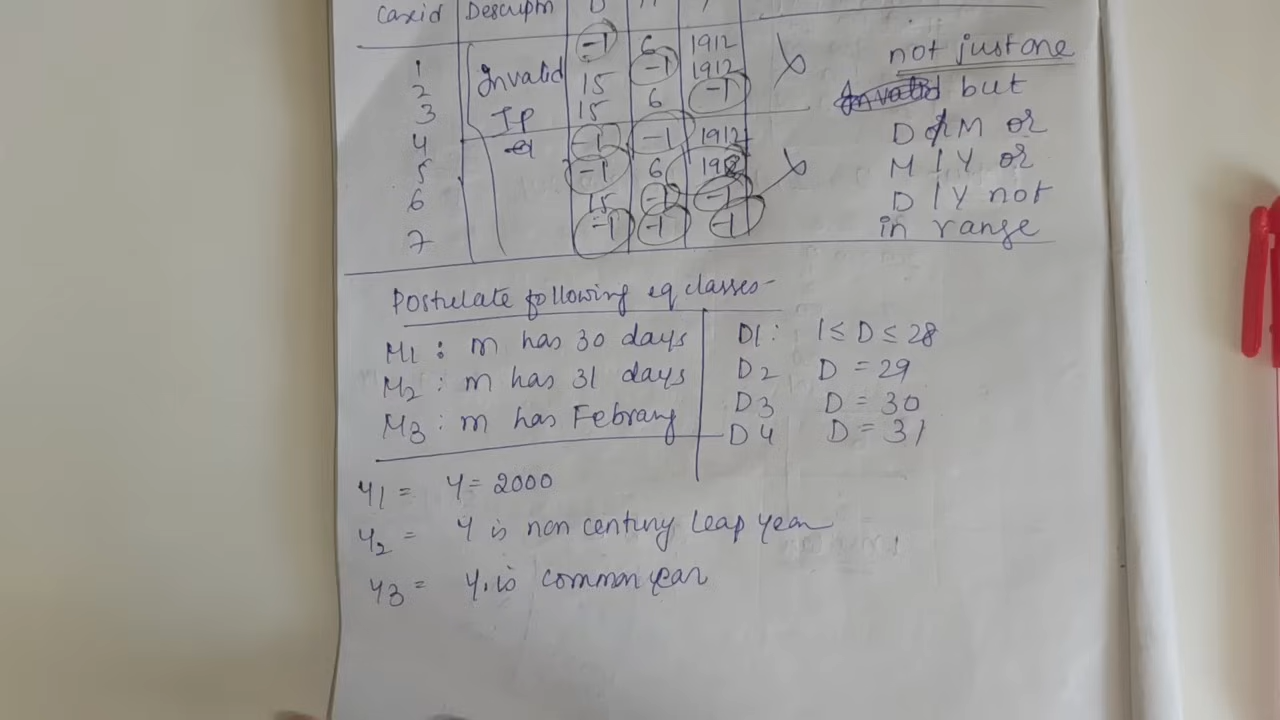 Caseid Descriptn D M Y
1 Invalid -1 6 1912 not just one
2 15 -1 1912 but
3 IP 15 6 -1
4 -1 -1 1912 D or M or
5 -1 6 1912 M / Y or
6 15 -1 -1 D / Y not
7 -1 -1 -1 in range
Postulate following eq classes-
M1 : m has 30 days D1: 1 ≤ D ≤ 28
M2 : m has 31 days D2 D = 29
M3 : m has Febrany D3 D = 30
D4 D = 31
Y1 = Y = 2000
Y2 = Y is non century leap year
Y3 = Y is common year